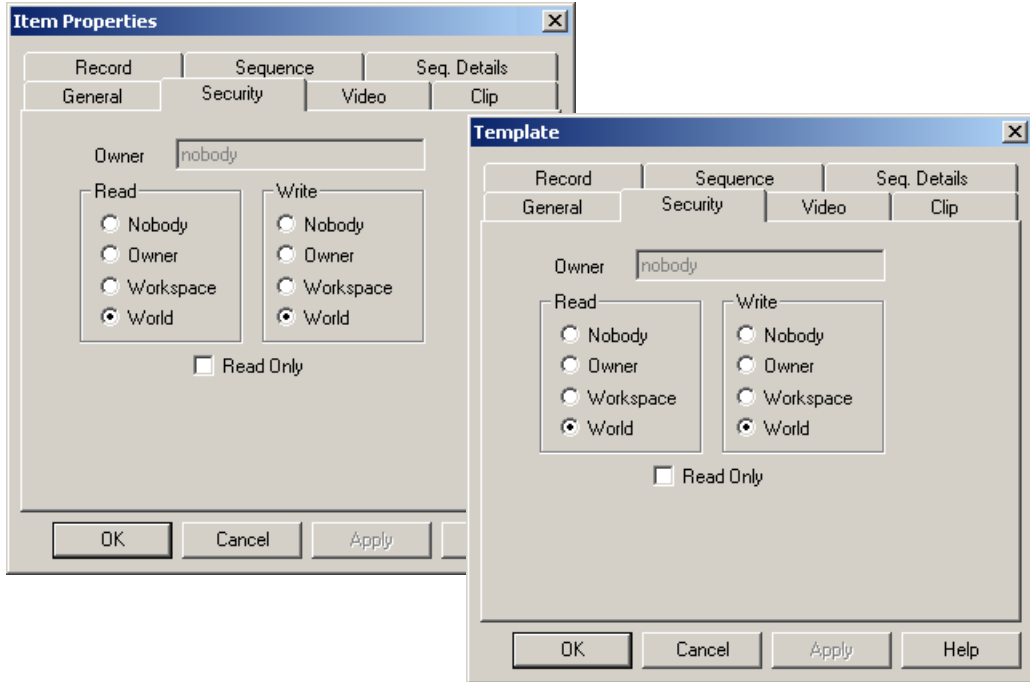 Item Properties
Record Sequence Seq. Details
General Security Video Clip
Owner nobody
Read Write
Nobody Nobody
Owner Owner
Workspace Workspace
World World
Read Only
OK Cancel Apply
Template
Record Sequence Seq. Details
General Security Video Clip
Owner nobody
Read Write
Nobody Nobody
Owner Owner
Workspace Workspace
World World
Read Only
OK Cancel Apply Help